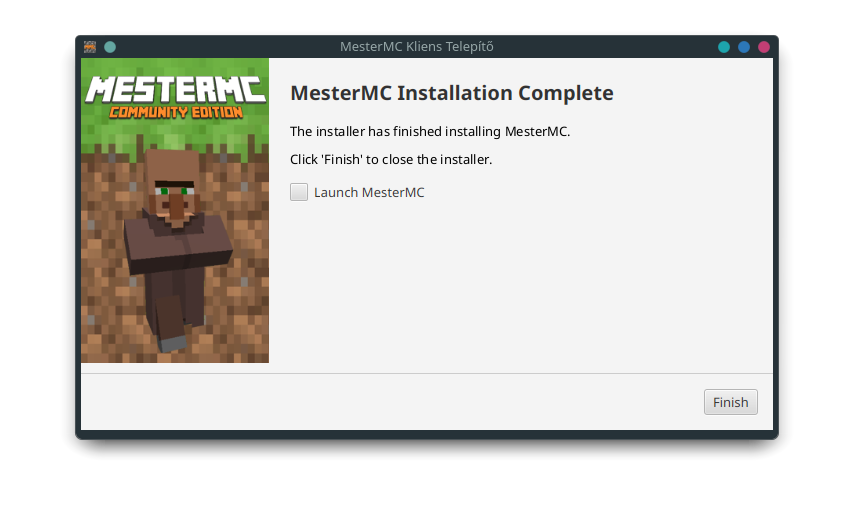 MesterMC Kliens Telepítő
MESTERMC
COMMUNITY EDITION
MesterMC Installation Complete
The installer has finished installing MesterMC.
Click 'Finish' to close the installer.
Launch MesterMC
Finish